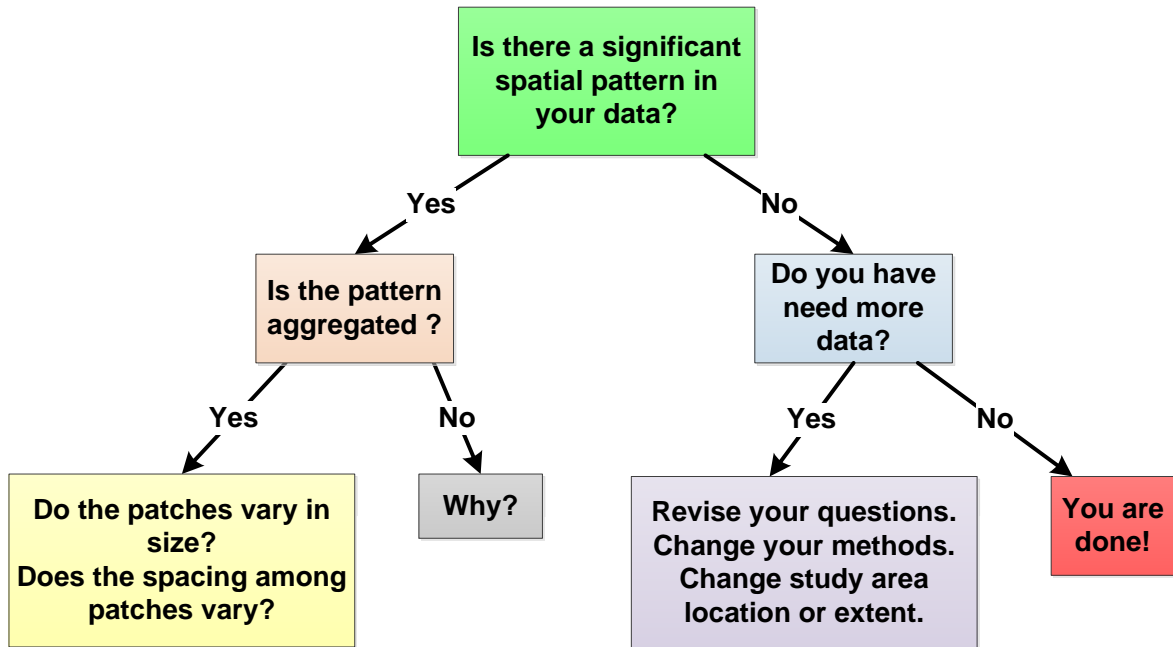 Is there a significant
spatial pattern in
your data?
Yes
No
Is the pattern
aggregated ?
Do you have
need more
data?
Yes
No
Yes
No
Do the patches vary in
size?
Does the spacing among
patches vary?
Why?
Revise your questions.
Change your methods.
Change study area
location or extent.
You are
done!